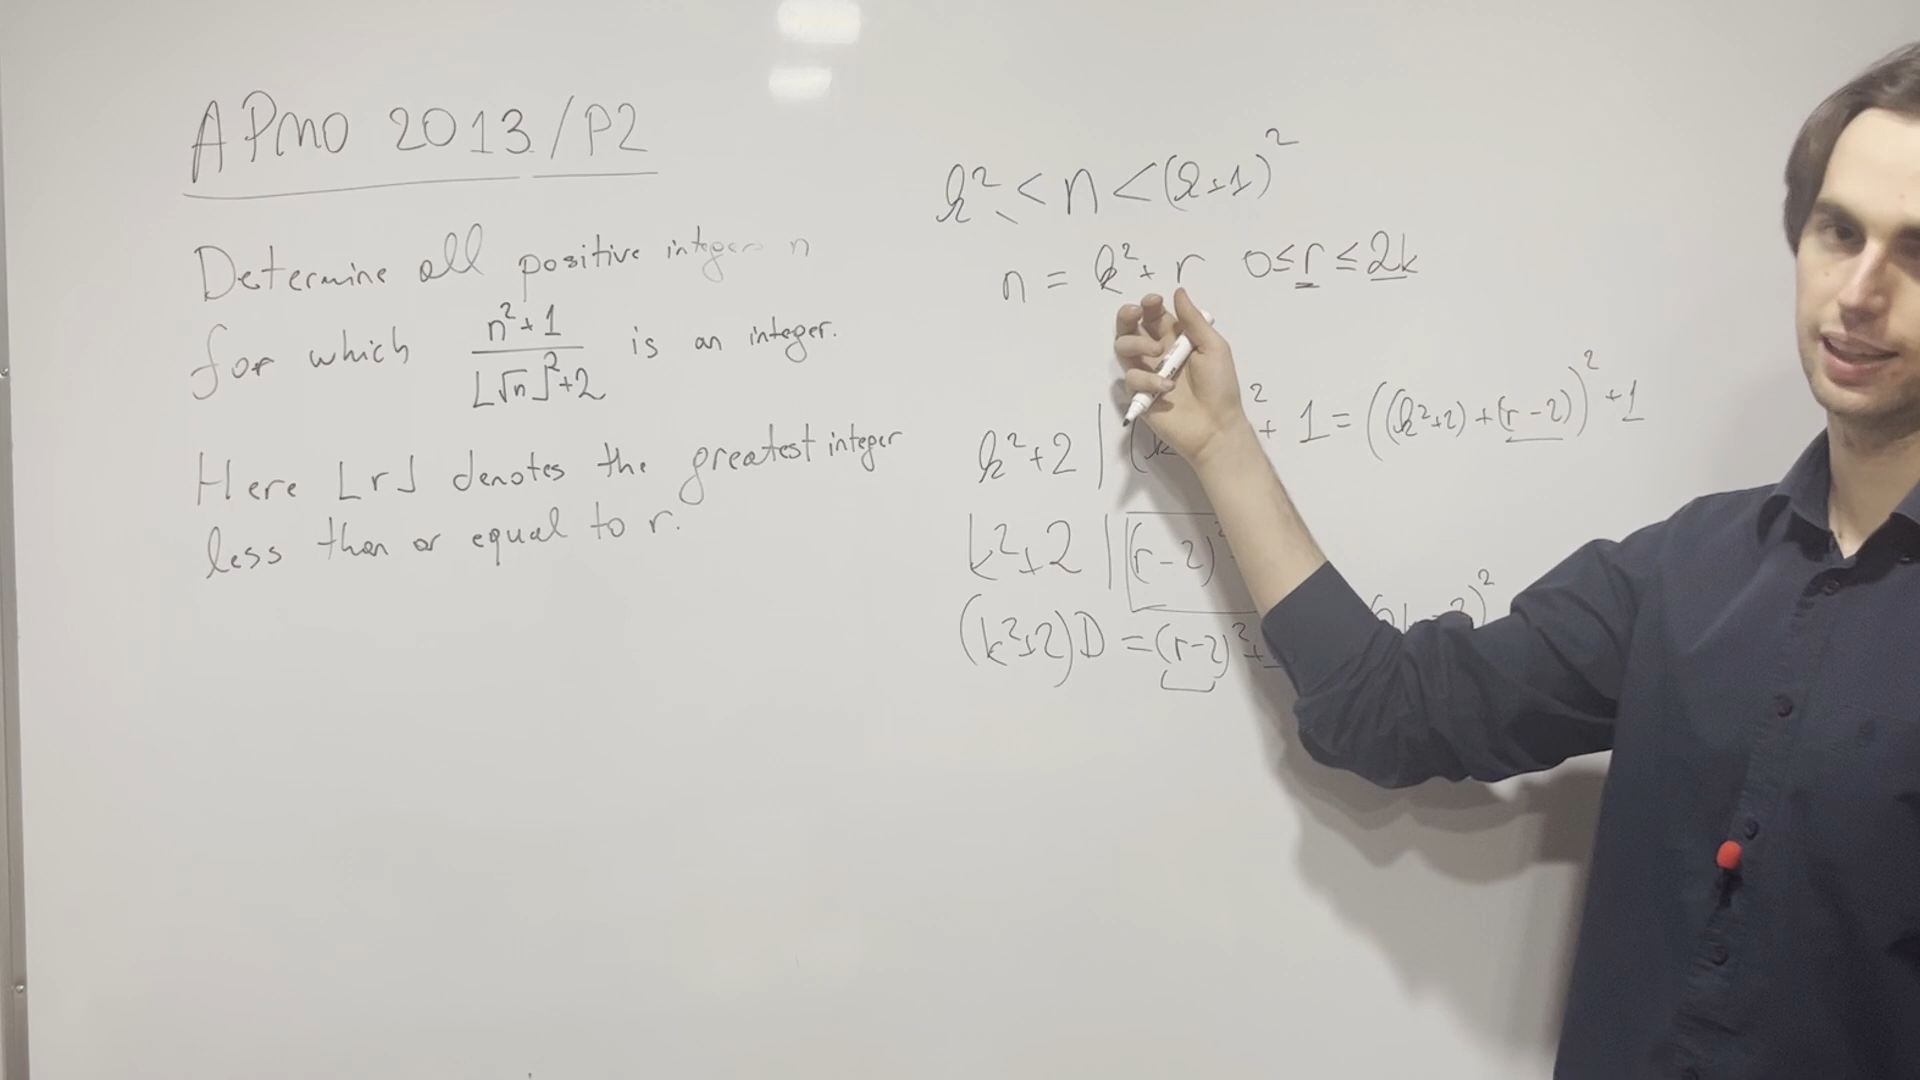 APMO 2013/P2
Determine all positive integers n
for which (n²+1)/(⌊√n⌋²+2) is an integer.
Here ⌊r⌋ denotes the greatest integer
less than or equal to r.
k² ≤ n < (k+1)²
n = k² + r 0 ≤ r ≤ 2k
k²+2 | (k ² + 1 = ((k²+2) + (r-2))² + 1
k²+2 | (r-2)²
(k²+2)D = (r-2)²+